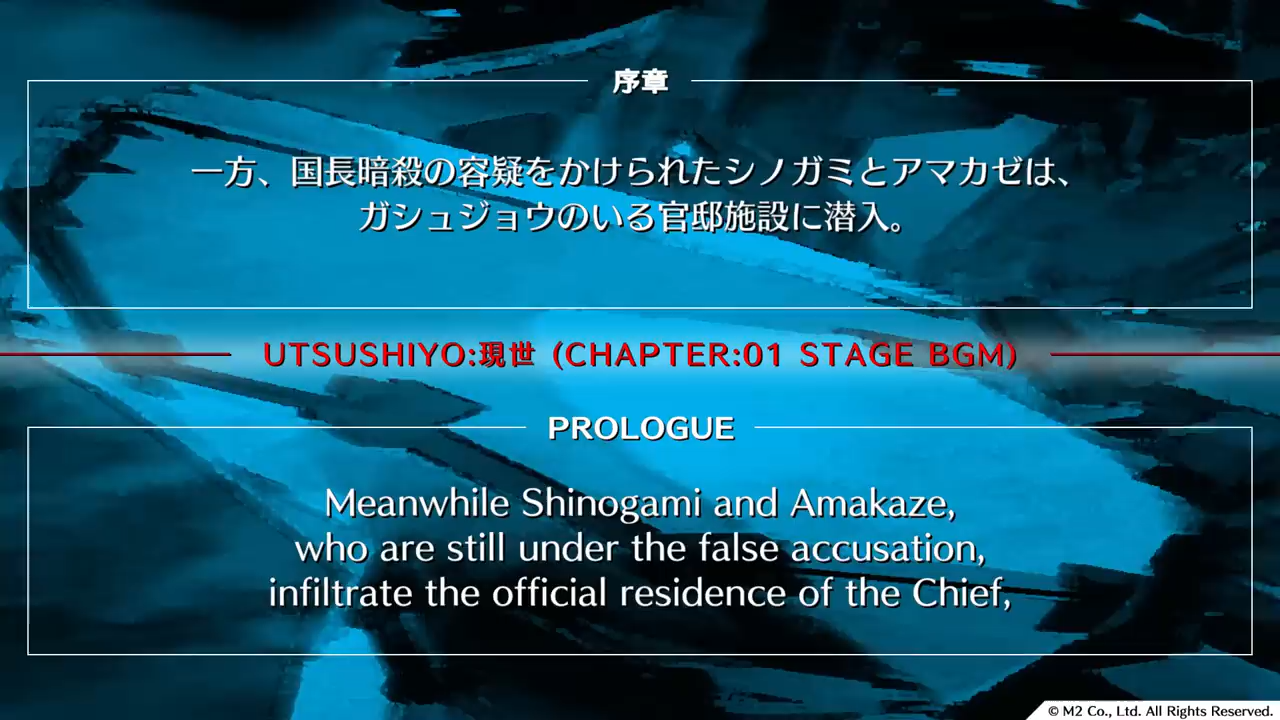 序章
一方、国長暗殺の容疑をかけられたシノガミとアマカゼは、
ガシュジョウのいる官邸施設に潜入。
UTSUSHIYO:現世 (CHAPTER:01 STAGE BGM)
PROLOGUE
Meanwhile Shinogami and Amakaze,
who are still under the false accusation,
infiltrate the official residence of the Chief,
© M2 Co., Ltd. All Rights Reserved.